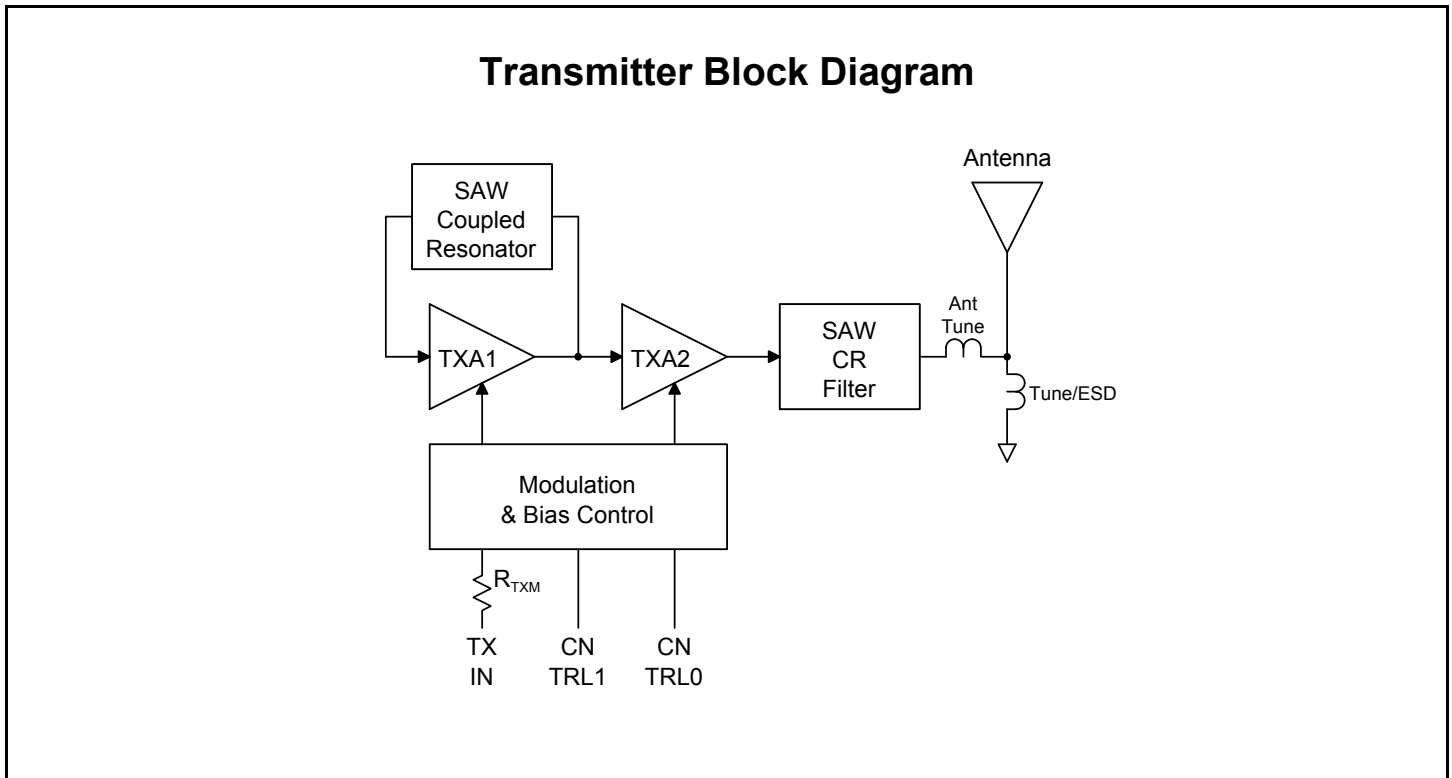 Transmitter Block Diagram
Antenna
SAW
Coupled
Resonator
Ant
Tune
TXA1
TXA2
SAW
CR
Filter
Tune/ESD
Modulation
& Bias Control
RTXM
TX
IN
CN
TRL1
CN
TRL0